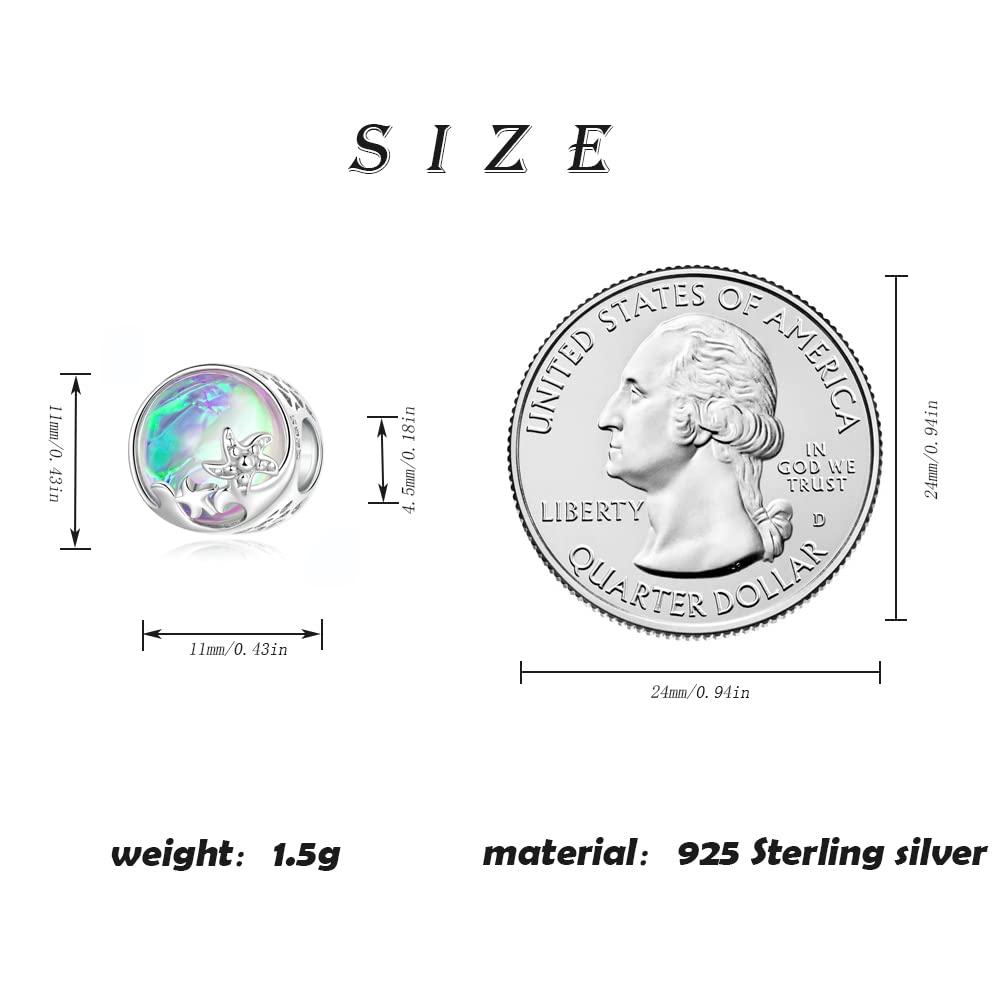 SIZE
11mm/0.43in
4.5mm/0.18in
11mm/0.43in
UNITED STATES OF AMERICA
IN
GOD WE
TRUST
LIBERTY
D
QUARTER DOLLAR
24mm/0.94in
24mm/0.94in
weight： 1.5g
material： 925 Sterling silver